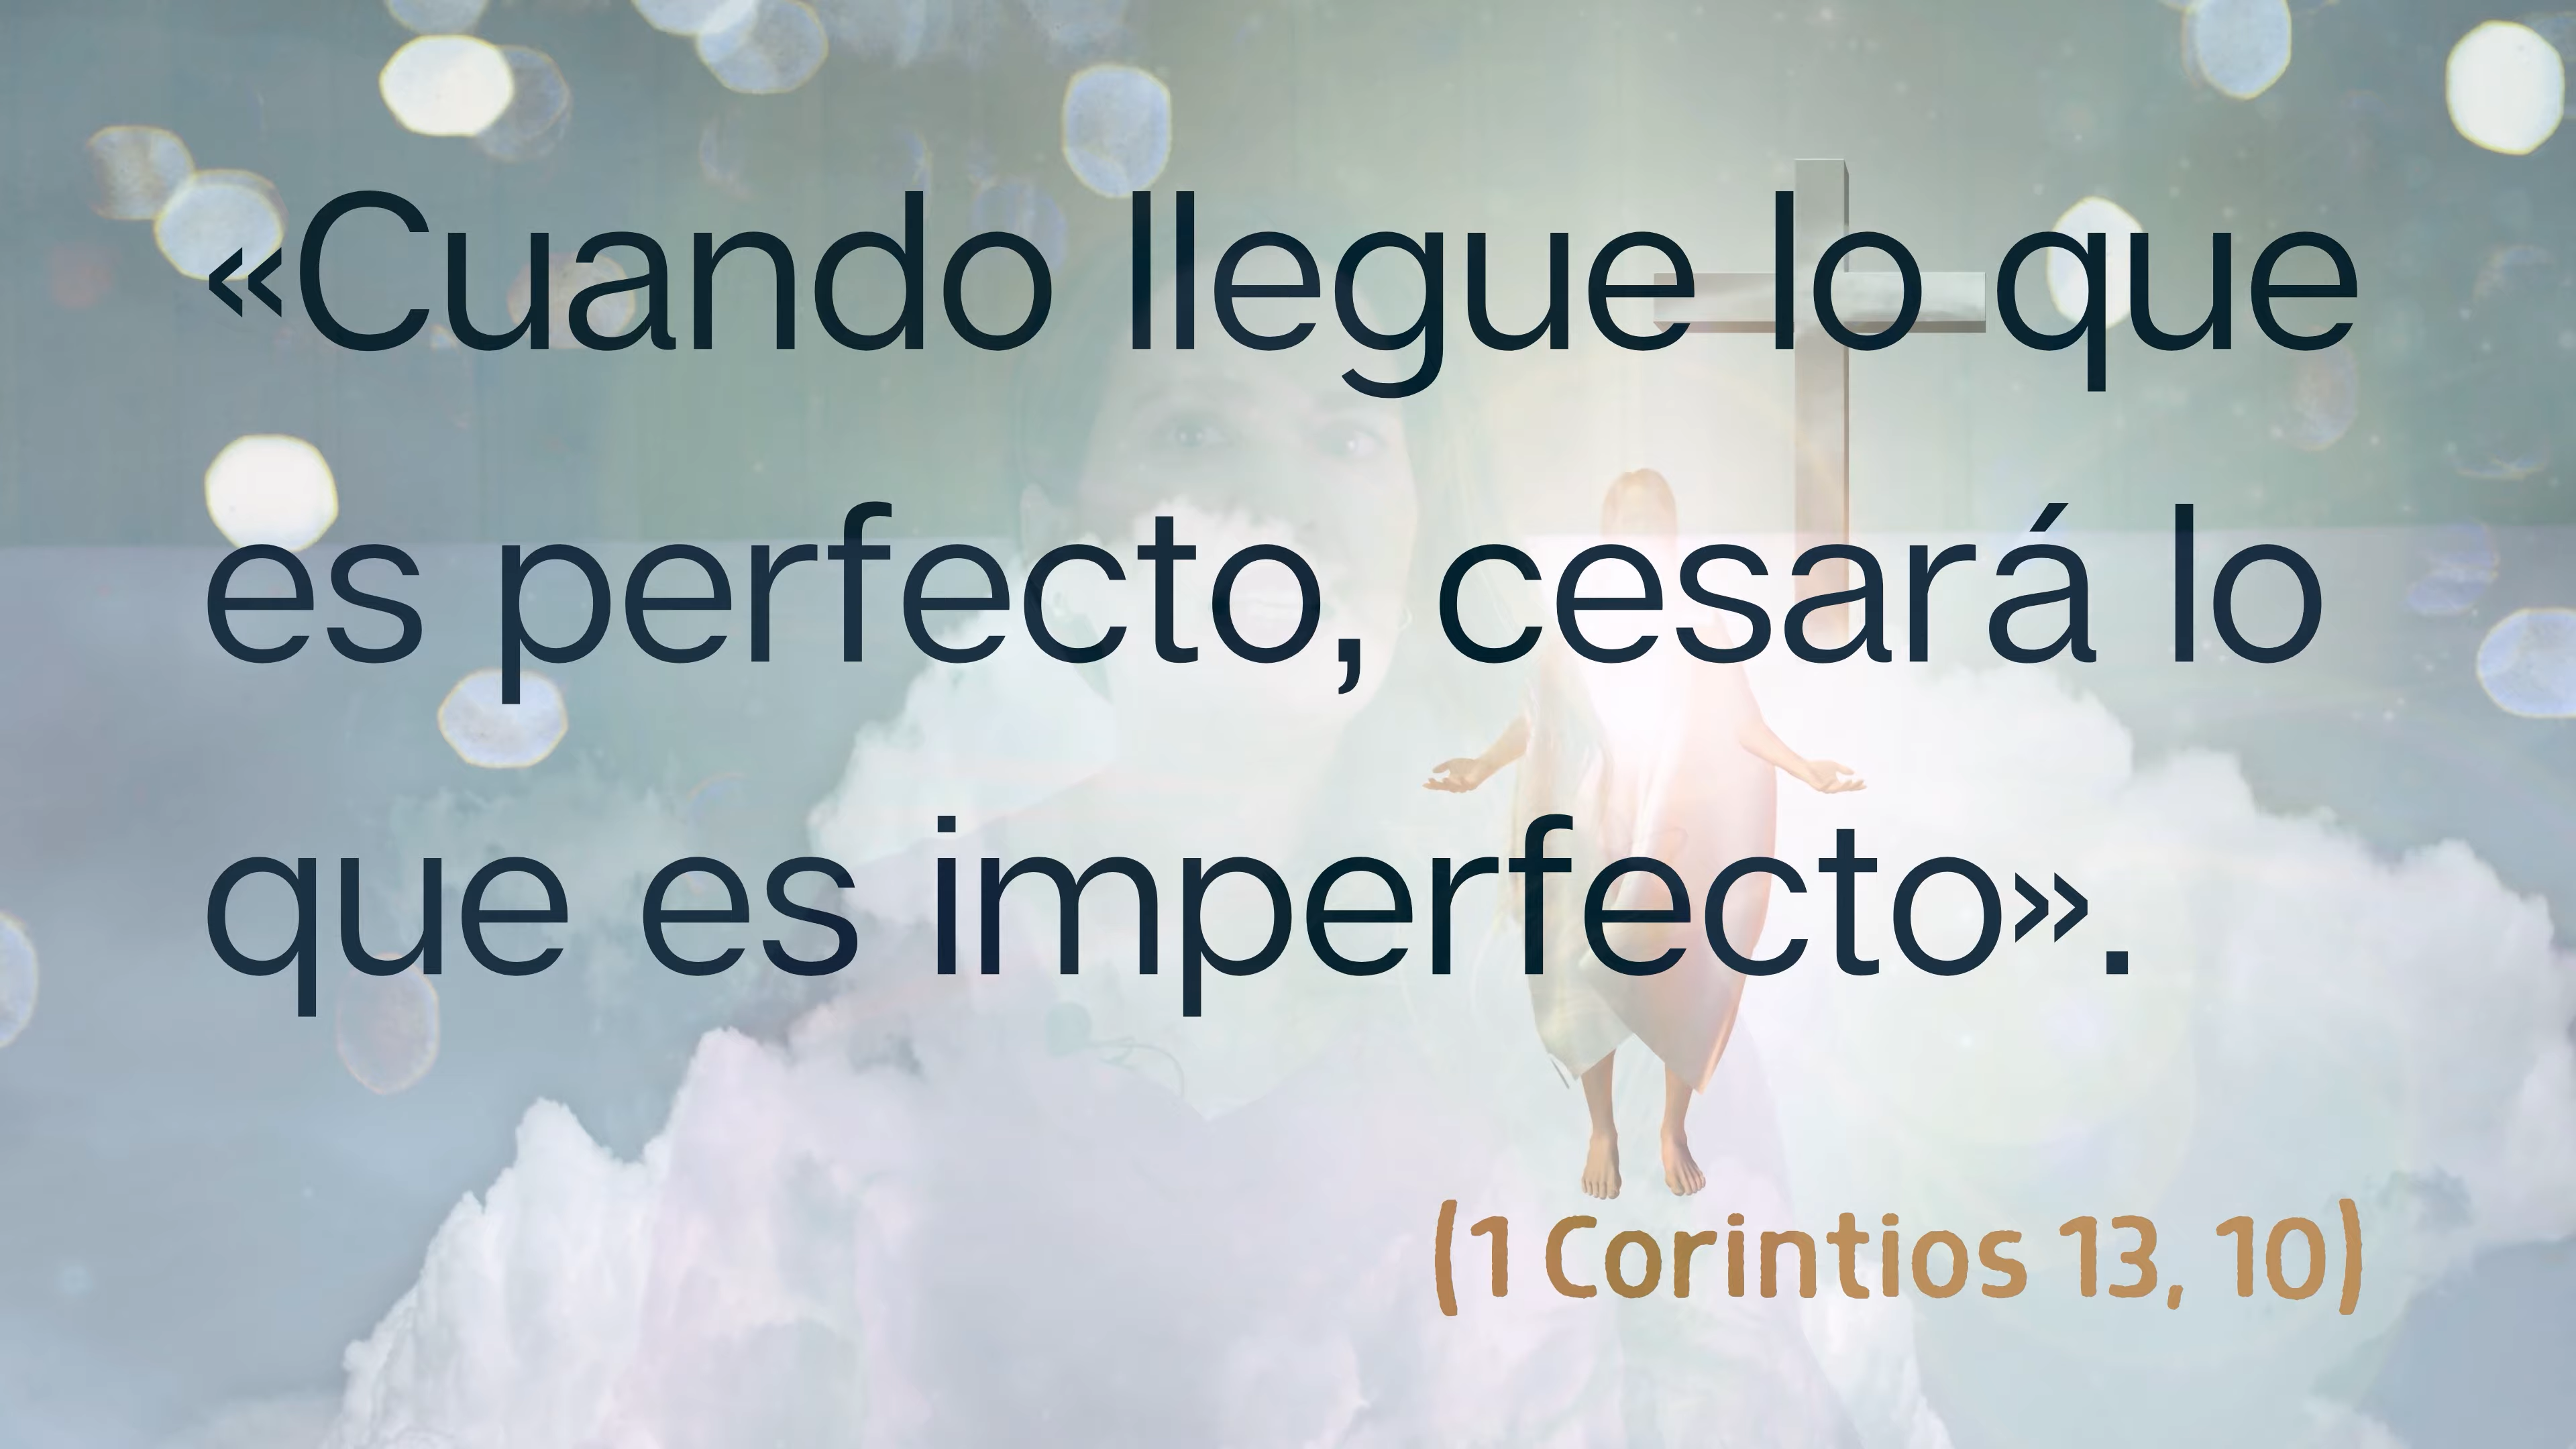 «Cuando llegue lo que
es perfecto, cesará lo
que es imperfecto».
(1 Corintios 13, 10)